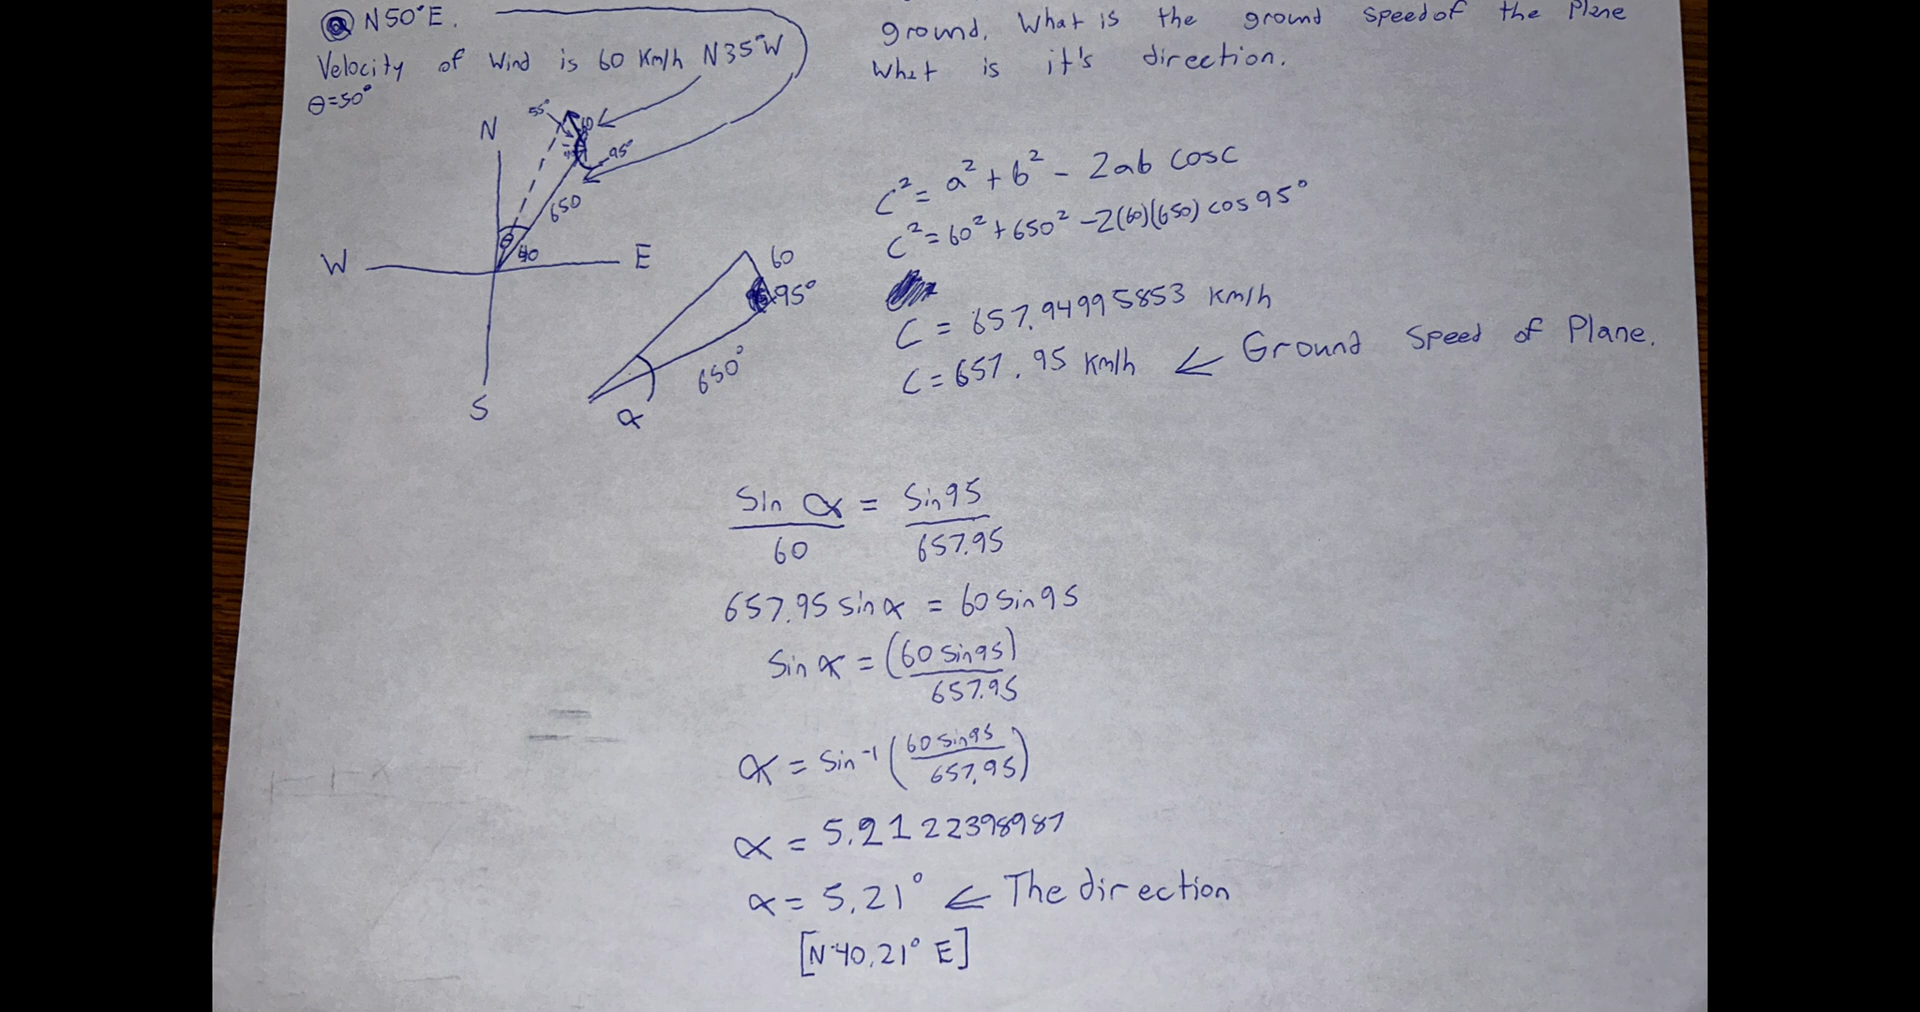 @ N50°E.
Velocity of Wind is 60 Km/h N35°W
θ=50°
ground. What is the ground Speed of the Plane
What is it's direction.
N
55°
60
95°
650
θ
40
W
E
S
60
95°
650°
α
c² = a² + b² - 2ab cosc
c² = 60² + 650² - 2(60)(650) cos 95°
C = 657.94995853 Km/h
C = 657.95 Km/h ← Ground Speed of Plane.
Sin α = Sin95
60 657.95
657.95 sin α = 60 sin 95
Sin α = (60 sin 95)
657.95
α = Sin⁻¹ (60 sin 95
657.95)
α = 5.2122398987
α = 5.21° ← The direction
[N 40.21° E]